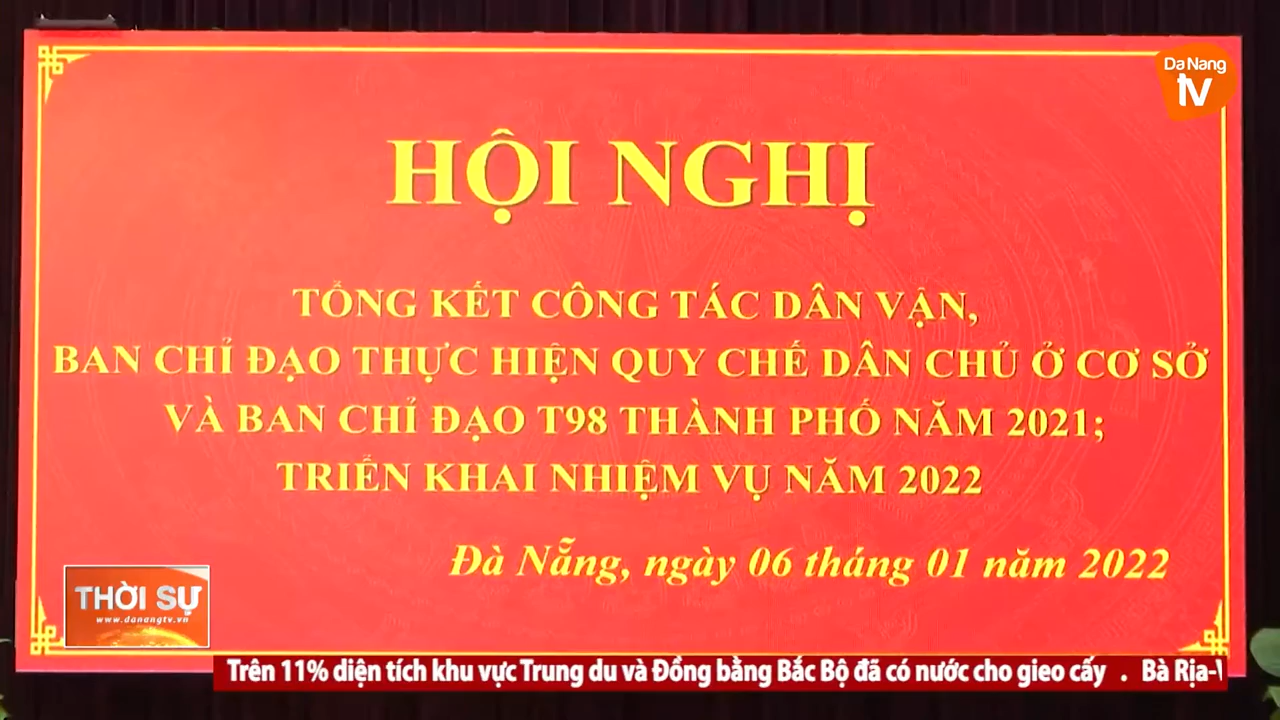 Da Nang
tv
HỘI NGHỊ
TỔNG KẾT CÔNG TÁC DÂN VẬN,
BAN CHỈ ĐẠO THỰC HIỆN QUY CHẾ DÂN CHỦ Ở CƠ SỞ
VÀ BAN CHỈ ĐẠO T98 THÀNH PHỐ NĂM 2021;
TRIỂN KHAI NHIỆM VỤ NĂM 2022
Đà Nẵng, ngày 06 tháng 01 năm 2022
THỜI SỰ
www.danangtv.vn
Trên 11% diện tích khu vực Trung du và Đồng bằng Bắc Bộ đã có nước cho gieo cấy . Bà Rịa-